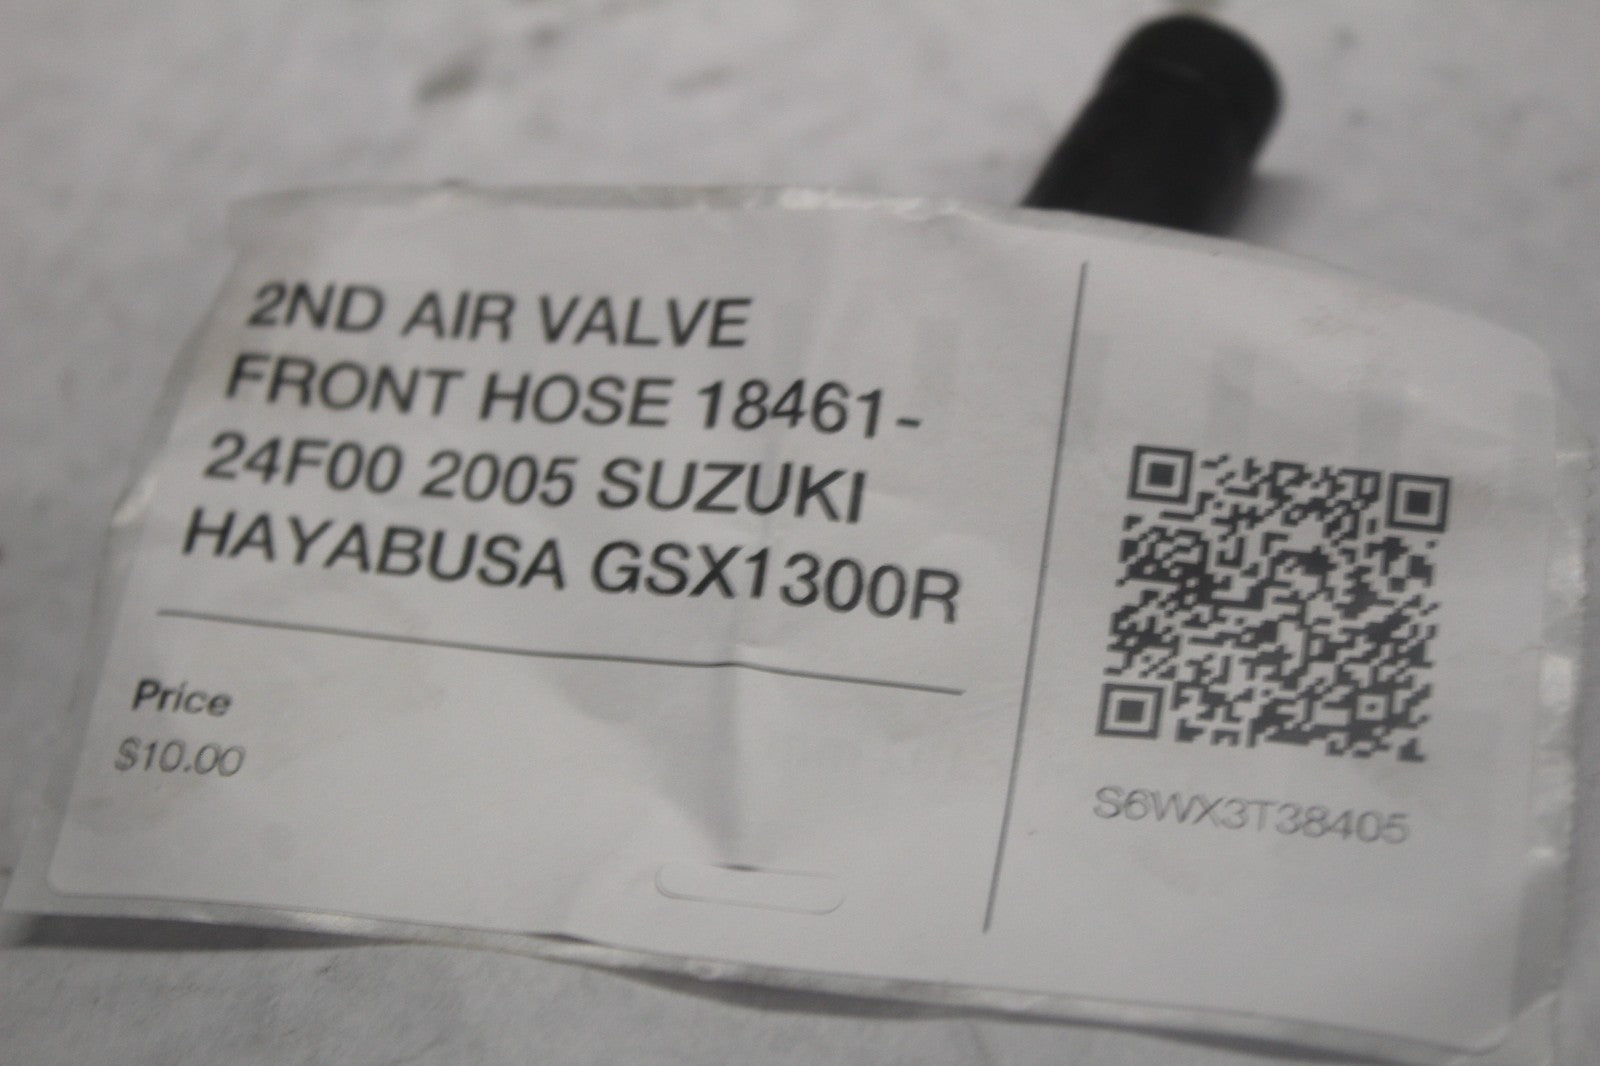 2ND AIR VALVE
FRONT HOSE 18461-
24F00 2005 SUZUKI
HAYABUSA GSX1300R
Price
$10.00
S6WX3T38405